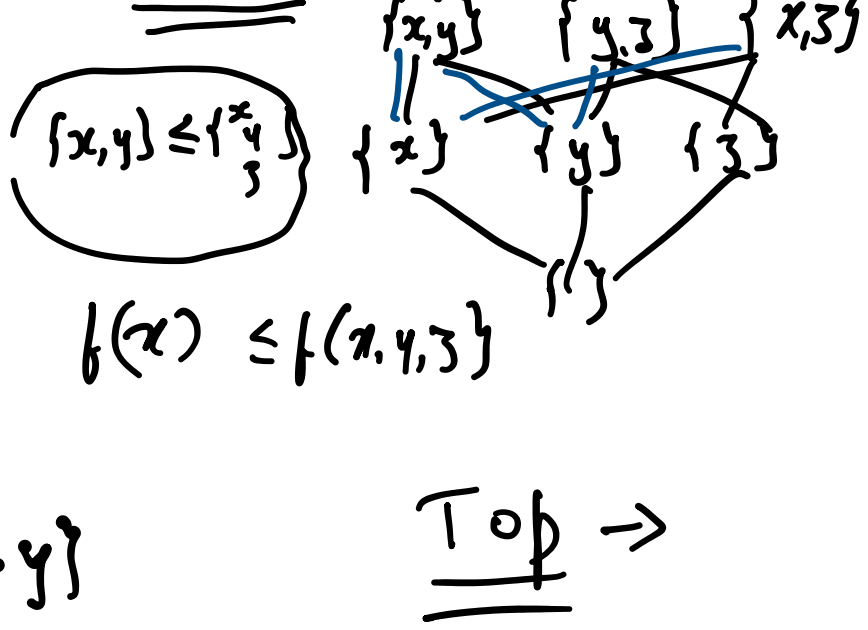 {x,y} {y,z} {x,z}
{x,y} ≤ {x y z}
{x} {y} {z}
{ }
f(x) ≤ f(x,y,z}
y}
Top →